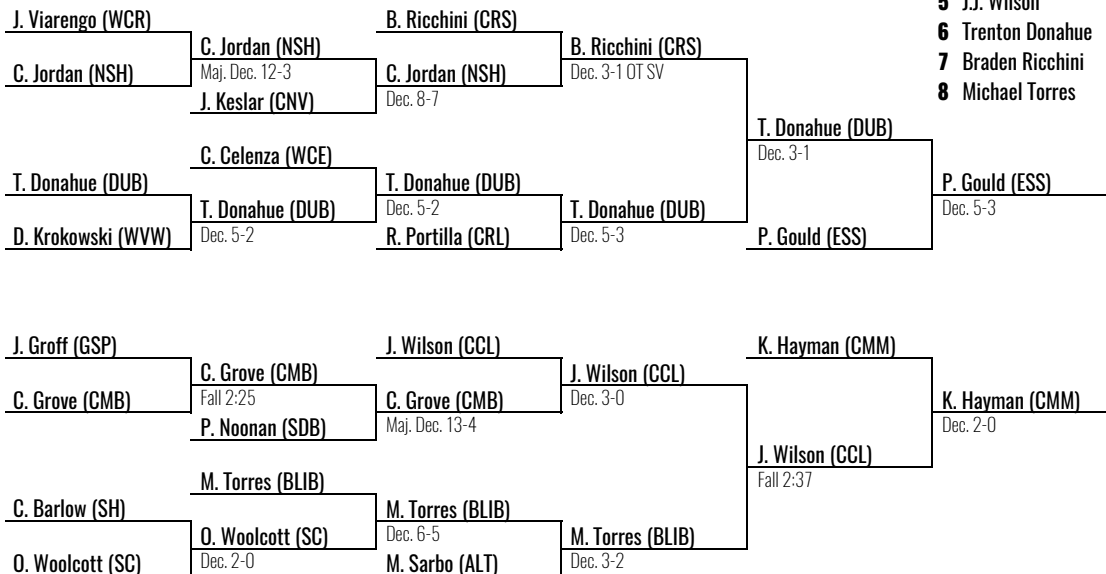 5 J.J. Wilson
6 Trenton Donahue
7 Braden Ricchini
8 Michael Torres
J. Viarengo (WCR)
C. Jordan (NSH)
C. Jordan (NSH)
Maj. Dec. 12-3
J. Keslar (CNV)
B. Ricchini (CRS)
C. Jordan (NSH)
Dec. 8-7
B. Ricchini (CRS)
Dec. 3-1 OT SV
C. Celenza (WCE)
T. Donahue (DUB)
D. Krokowski (WVW)
T. Donahue (DUB)
Dec. 5-2
T. Donahue (DUB)
Dec. 5-2
R. Portilla (CRL)
T. Donahue (DUB)
Dec. 5-3
T. Donahue (DUB)
Dec. 3-1
P. Gould (ESS)
P. Gould (ESS)
Dec. 5-3
J. Groff (GSP)
C. Grove (CMB)
C. Grove (CMB)
Fall 2:25
P. Noonan (SDB)
J. Wilson (CCL)
C. Grove (CMB)
Maj. Dec. 13-4
J. Wilson (CCL)
Dec. 3-0
M. Torres (BLIB)
C. Barlow (SH)
O. Woolcott (SC)
O. Woolcott (SC)
Dec. 2-0
M. Torres (BLIB)
Dec. 6-5
M. Sarbo (ALT)
M. Torres (BLIB)
Dec. 3-2
K. Hayman (CMM)
J. Wilson (CCL)
Fall 2:37
K. Hayman (CMM)
Dec. 2-0